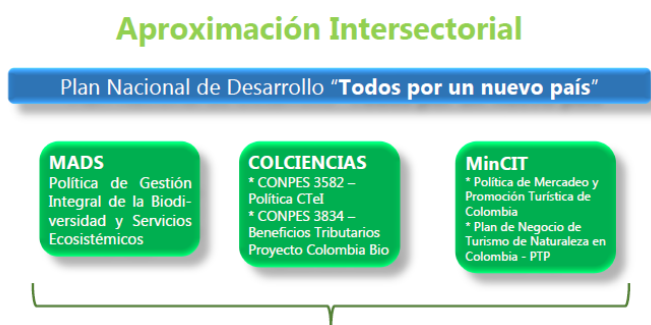 Aproximación Intersectorial
Plan Nacional de Desarrollo “Todos por un nuevo país”
MADS
Política de Gestión
Integral de la Biodi-
versidad y Servicios
Ecosistémicos
COLCIENCIAS
* CONPES 3582 –
Política CTeI
* CONPES 3834 –
Beneficios Tributarios
Proyecto Colombia Bio
MinCIT
* Política de Mercadeo y
Promoción Turística de
Colombia
* Plan de Negocio de
Turismo de Naturaleza en
Colombia - PTP